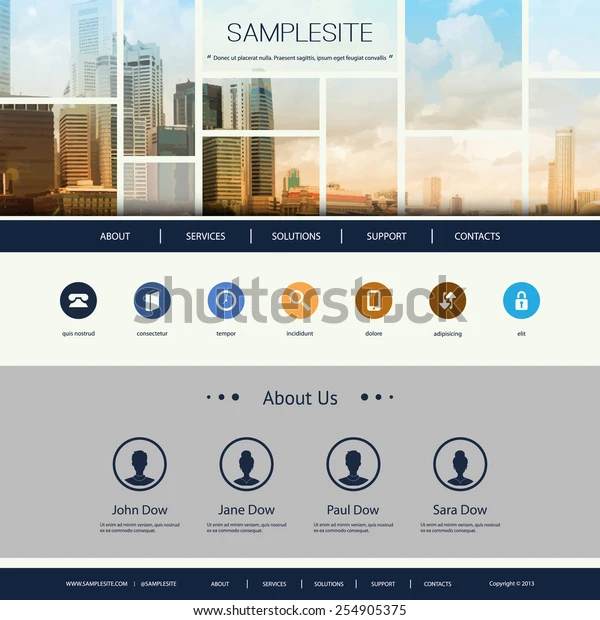 SAMPLESITE
" Donec ut placerat nulla. Praesent sagittis, ipsum eget feugiat convallis "
ABOUT | SERVICES | SOLUTIONS | SUPPORT | CONTACTS
shutterstock
quis nostrud consectetur tempor incididunt dolore adipisicing elit
About Us
John Dow Jane Dow Paul Dow Sara Dow
Ut enim ad minim veniam, quis nostrud Ut enim ad minim veniam, quis nostrud Ut enim ad minim veniam, quis nostrud Ut enim ad minim veniam, quis nostrud
ex ea commodo consequat. ex ea commodo consequat. ex ea commodo consequat. ex ea commodo consequat.
WWW.SAMPLESITE.COM | @SAMPLESITE ABOUT | SERVICES | SOLUTIONS | SUPPORT | CONTACTS Copyright © 2013
www.shutterstock.com · 254905375